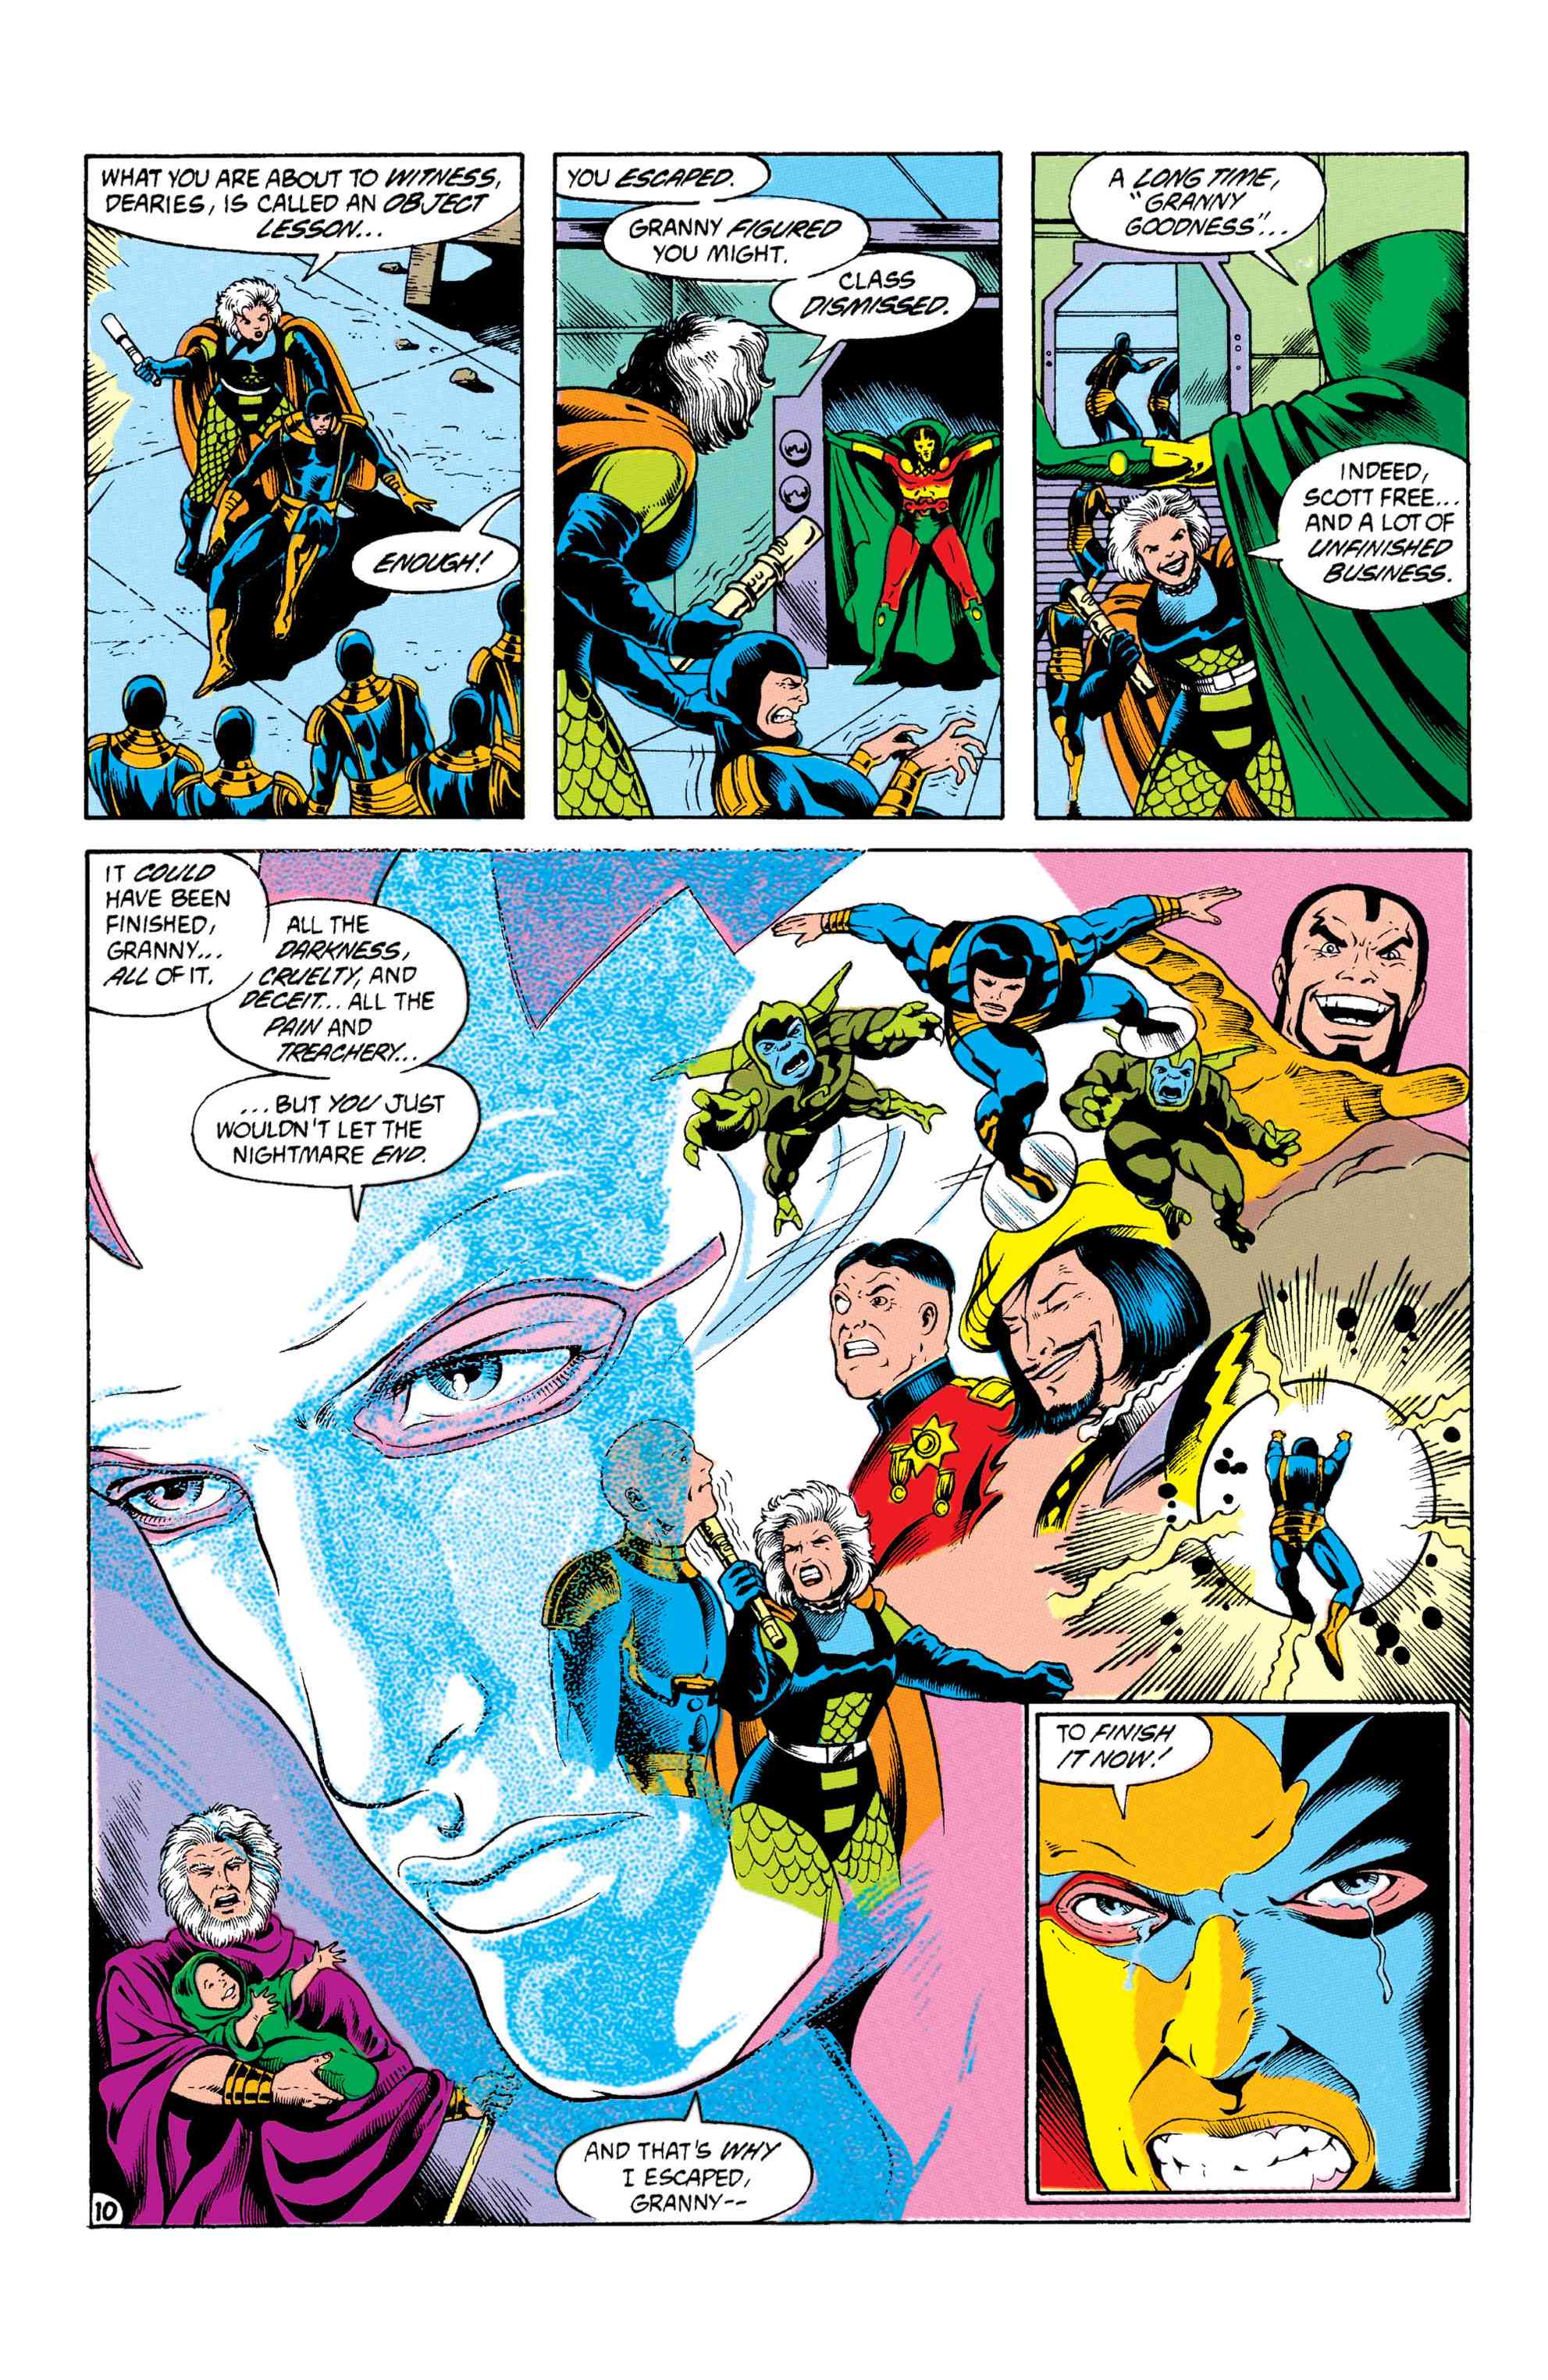 WHAT YOU ARE ABOUT TO WITNESS,
DEARIES, IS CALLED AN OBJECT
LESSON...
ENOUGH!
YOU ESCAPED.
GRANNY FIGURED
YOU MIGHT.
CLASS
DISMISSED.
A LONG TIME,
"GRANNY
GOODNESS"...
INDEED,
SCOTT FREE...
AND A LOT OF
UNFINISHED
BUSINESS.
IT COULD
HAVE BEEN
FINISHED,
GRANNY...
ALL OF IT.
ALL THE
DARKNESS,
CRUELTY, AND
DECEIT... ALL THE
PAIN AND
TREACHERY...
...BUT YOU JUST
WOULDN'T LET THE
NIGHTMARE END.
AND THAT'S WHY
I ESCAPED,
GRANNY--
TO FINISH
IT NOW!
10